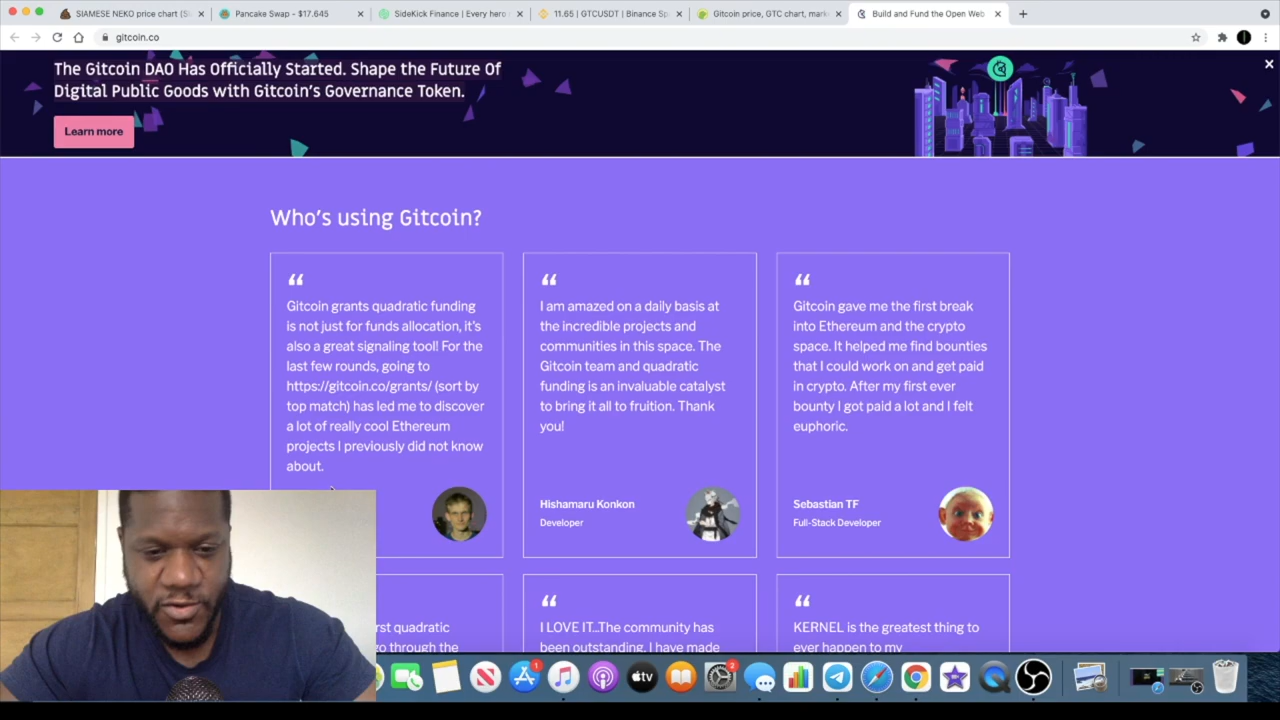 SIAMESE NEKO price chart (S
Pancake Swap - $17.645
SideKick Finance | Every hero
11.65 | GTCUSDT | Binance Sp
Gitcoin price, GTC chart, mark
Build and Fund the Open Web
gitcoin.co
The Gitcoin DAO Has Officially Started. Shape the Future Of
Digital Public Goods with Gitcoin's Governance Token.
Learn more
Who's using Gitcoin?
Gitcoin grants quadratic funding
is not just for funds allocation, it's
also a great signaling tool! For the
last few rounds, going to
https://gitcoin.co/grants/ (sort by
top match) has led me to discover
a lot of really cool Ethereum
projects I previously did not know
about.
I am amazed on a daily basis at
the incredible projects and
communities in this space. The
Gitcoin team and quadratic
funding is an invaluable catalyst
to bring it all to fruition. Thank
you!
Hishamaru Konkon
Developer
Gitcoin gave me the first break
into Ethereum and the crypto
space. It helped me find bounties
that I could work on and get paid
in crypto. After my first ever
bounty I got paid a lot and I felt
euphoric.
Sebastian TF
Full-Stack Developer
rst quadratic
go through the
I LOVE IT...The community has
been outstanding. I have made
KERNEL is the greatest thing to
ever happen to my
tv
1
2